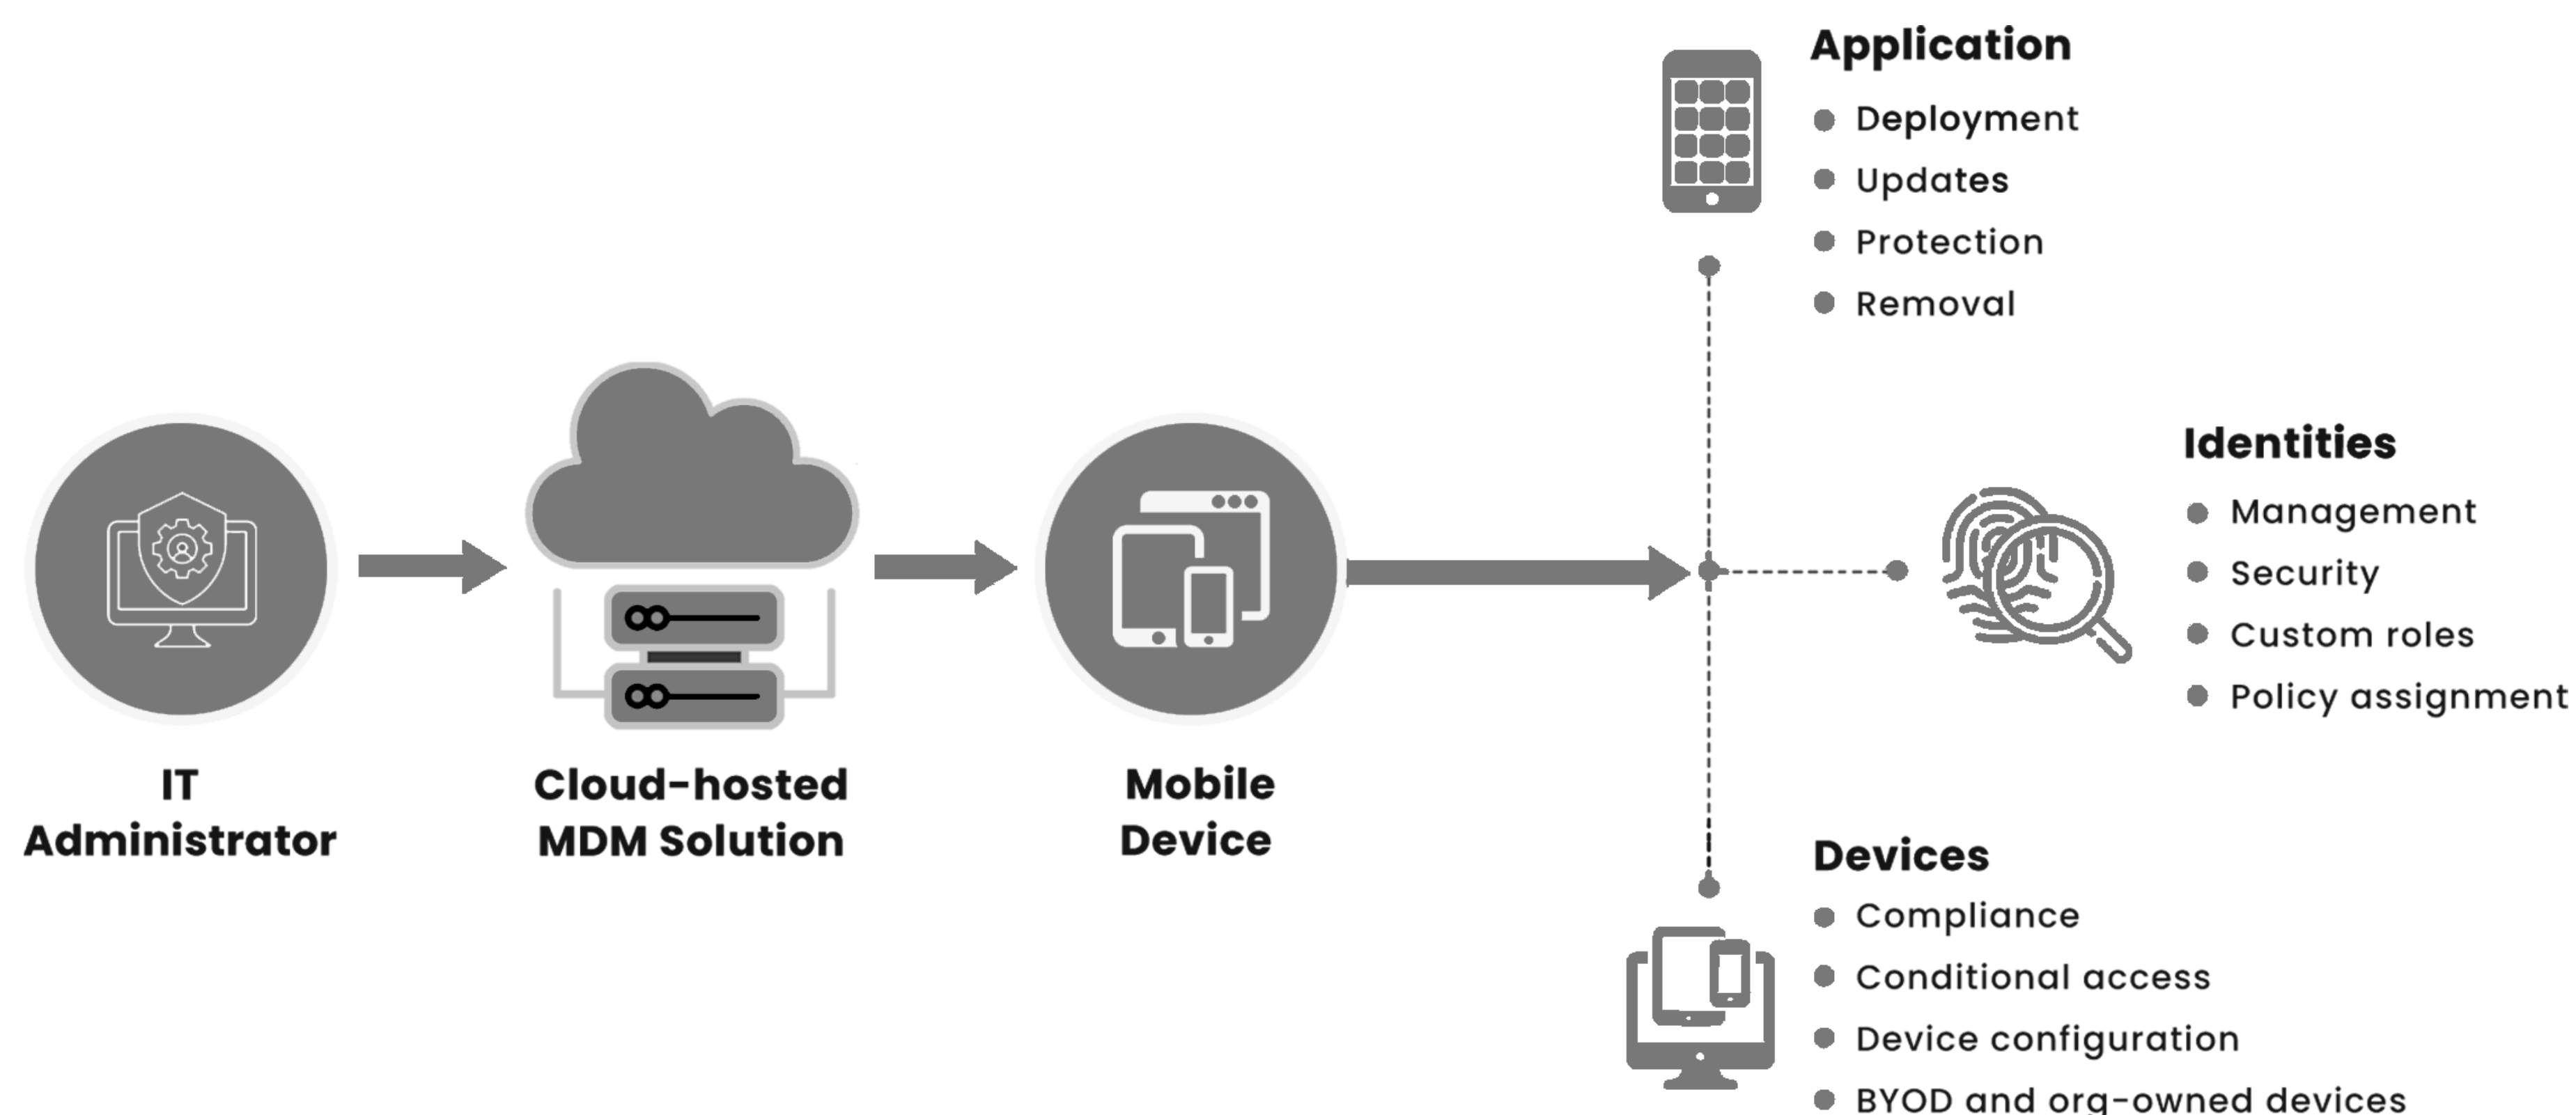 Application
Deployment
Updates
Protection
Removal
Identities
Management
Security
Custom roles
Policy assignment
IT
Administrator
Cloud-hosted
MDM Solution
Mobile
Device
Devices
Compliance
Conditional access
Device configuration
BYOD and org-owned devices